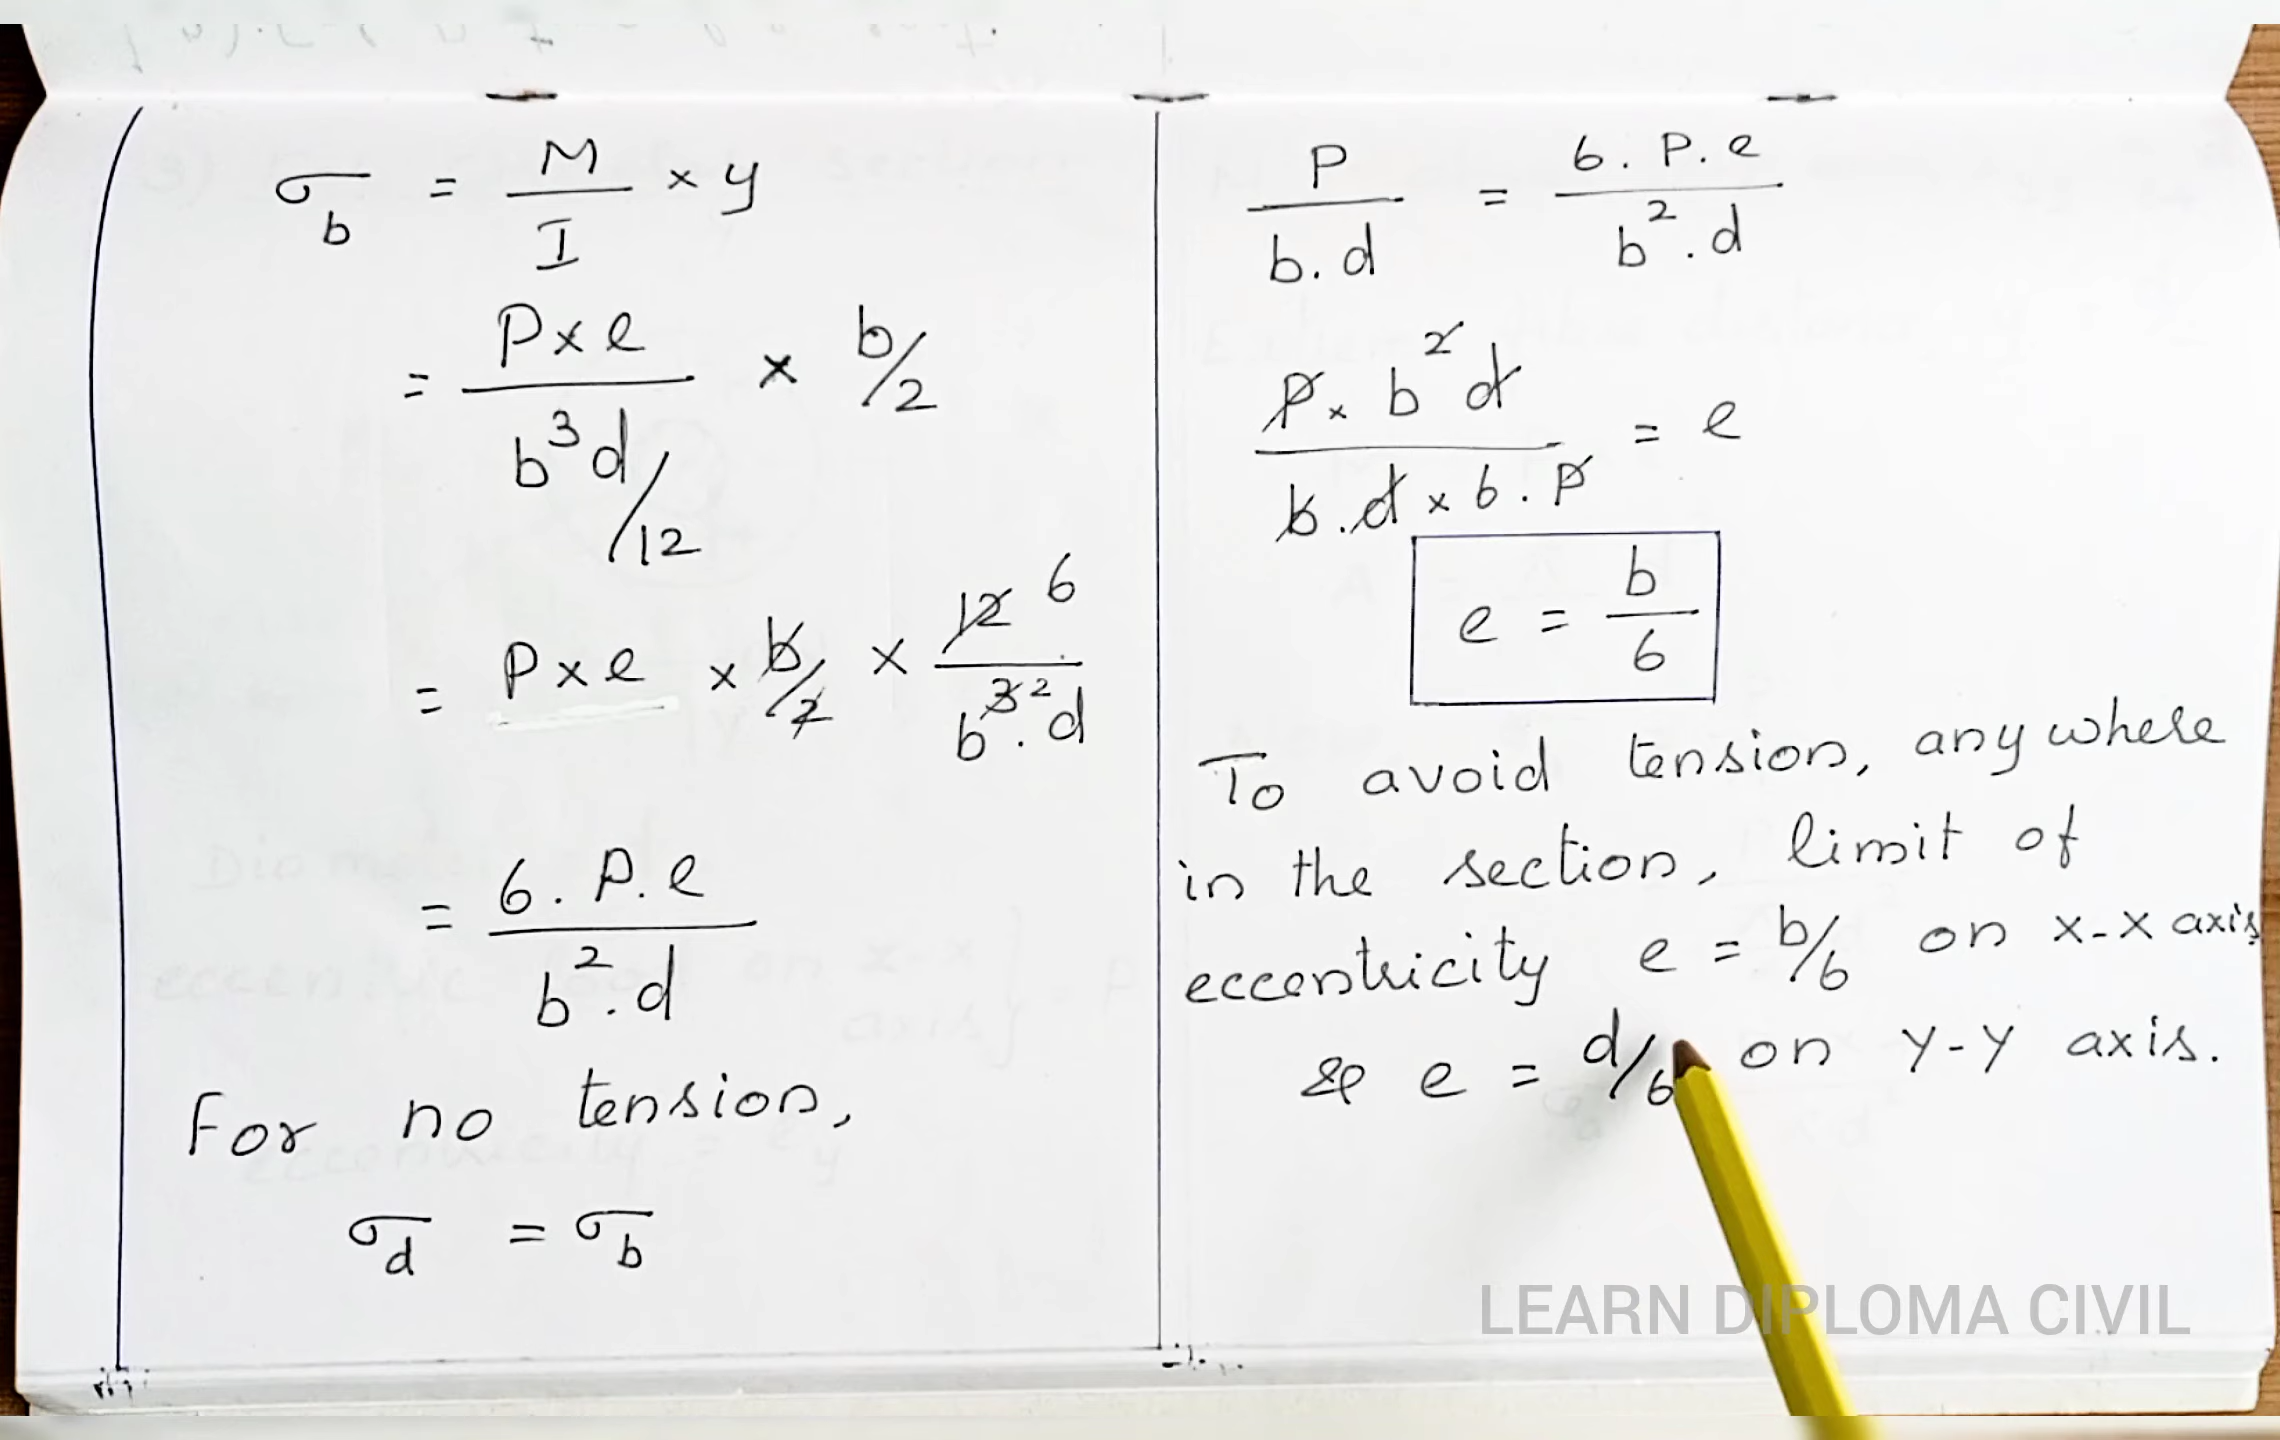 σb = M/I × y
= P×e / b³d/12 × b/2
= P×e × b/2 × 12 6 / b³ ² . d
= 6 . P. e / b² . d
For no tension,
σd = σb
P / b . d = 6 . P. e / b² . d
P × b² d / b . d × 6 . P = e
e = b/6
To avoid tension, anywhere
in the section, limit of
eccentricity e = b/6 on x-x axis
& e = d/6 on y-y axis.
LEARN DIPLOMA CIVIL